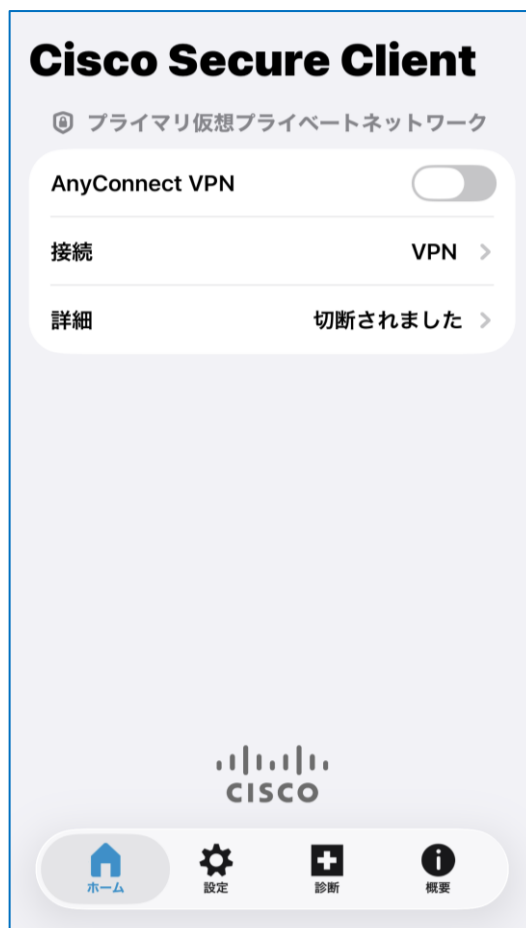 Cisco Secure Client
プライマリ仮想プライベートネットワーク
AnyConnect VPN
接続 VPN
詳細 切断されました
CISCO
ホーム 設定 診断 概要